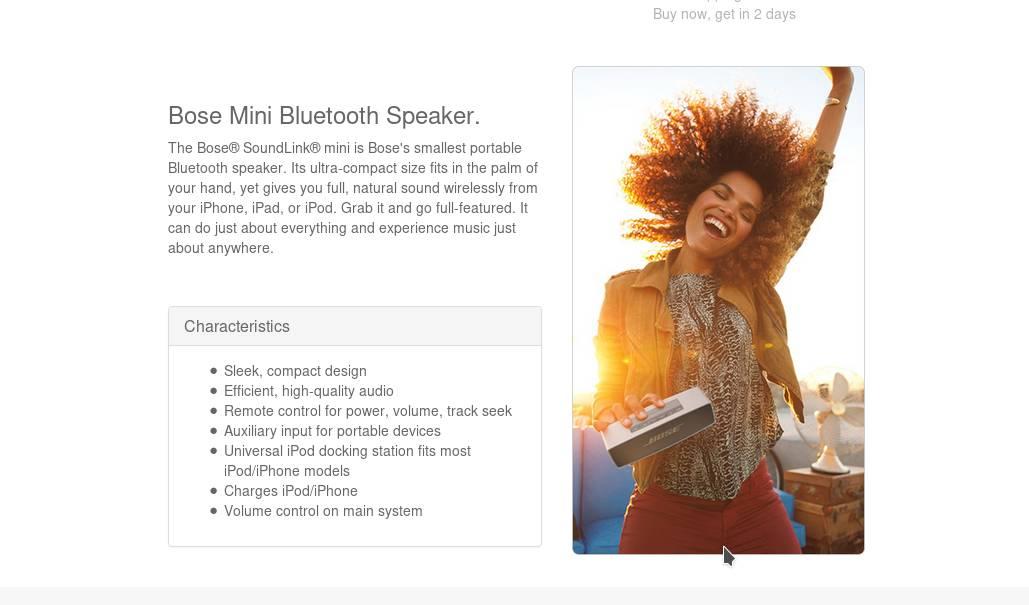 Buy now, get in 2 days
Bose Mini Bluetooth Speaker.
The Bose® SoundLink® mini is Bose's smallest portable
Bluetooth speaker. Its ultra-compact size fits in the palm of
your hand, yet gives you full, natural sound wirelessly from
your iPhone, iPad, or iPod. Grab it and go full-featured. It
can do just about everything and experience music just
about anywhere.
Characteristics
● Sleek, compact design
● Efficient, high-quality audio
● Remote control for power, volume, track seek
● Auxiliary input for portable devices
● Universal iPod docking station fits most
iPod/iPhone models
● Charges iPod/iPhone
● Volume control on main system
BOSE